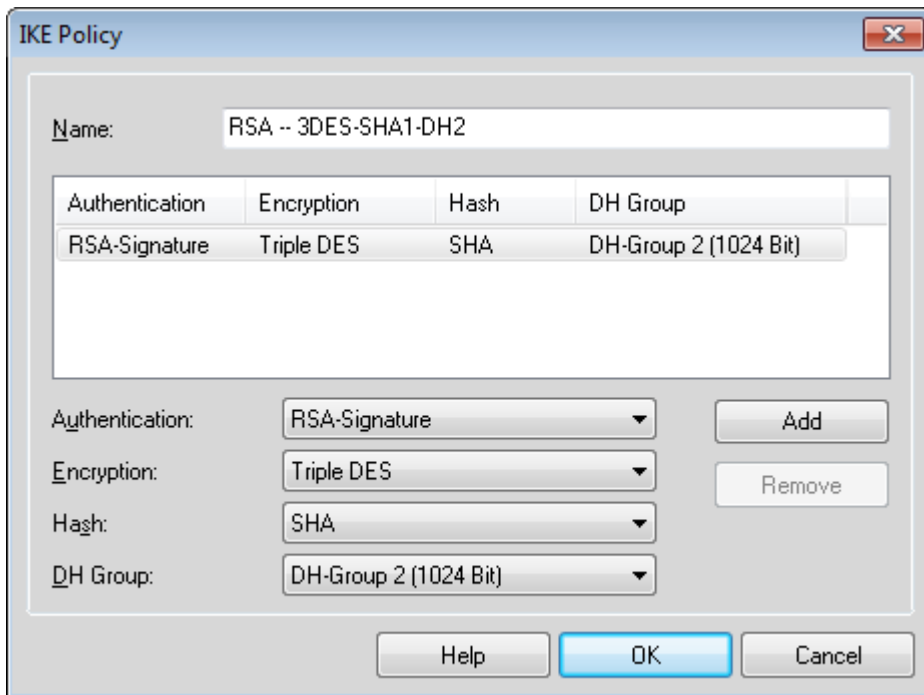 IKE Policy
Name: RSA -- 3DES-SHA1-DH2
Authentication Encryption Hash DH Group
RSA-Signature Triple DES SHA DH-Group 2 (1024 Bit)
Authentication: RSA-Signature Add
Encryption: Triple DES Remove
Hash: SHA
DH Group: DH-Group 2 (1024 Bit)
Help OK Cancel